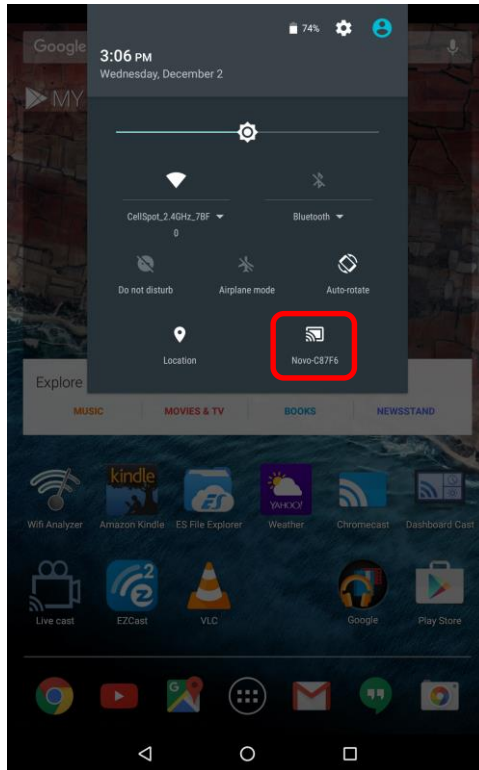 74%
Google
3:06 PM
Wednesday, December 2
MY
CellSpot_2.4GHz_7BF
0
Bluetooth
Do not disturb
Airplane mode
Auto-rotate
Location
Novo-C87F6
Explore
MUSIC
MOVIES & TV
BOOKS
NEWSSTAND
kindle
ES
YAHOO!
Wifi Analyzer
Amazon Kindle
ES File Explorer
Weather
Chromecast
Dashboard Cast
2
Live cast
EZCast
VLC
Google
Play Store
G